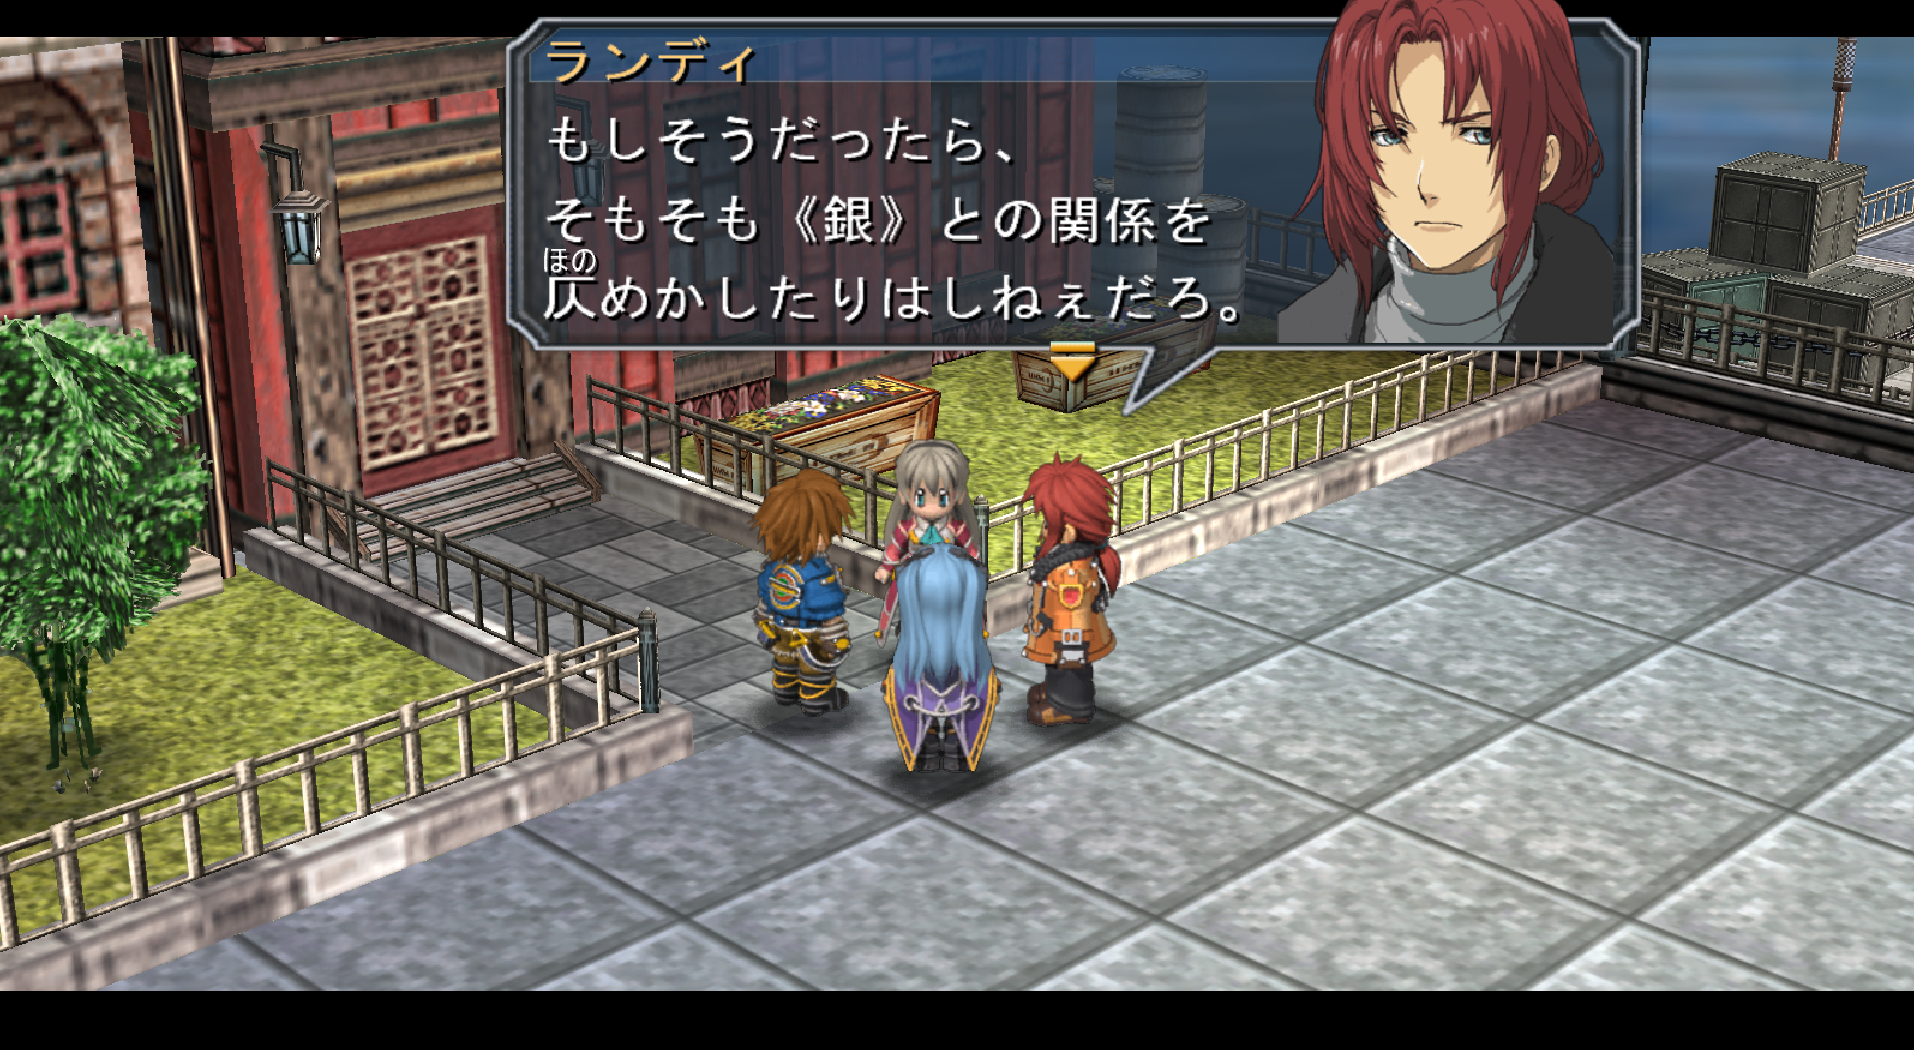 ランディ
もしそうだったら、
そもそも《銀》との関係を
ほの
仄めかしたりはしねぇだろ。